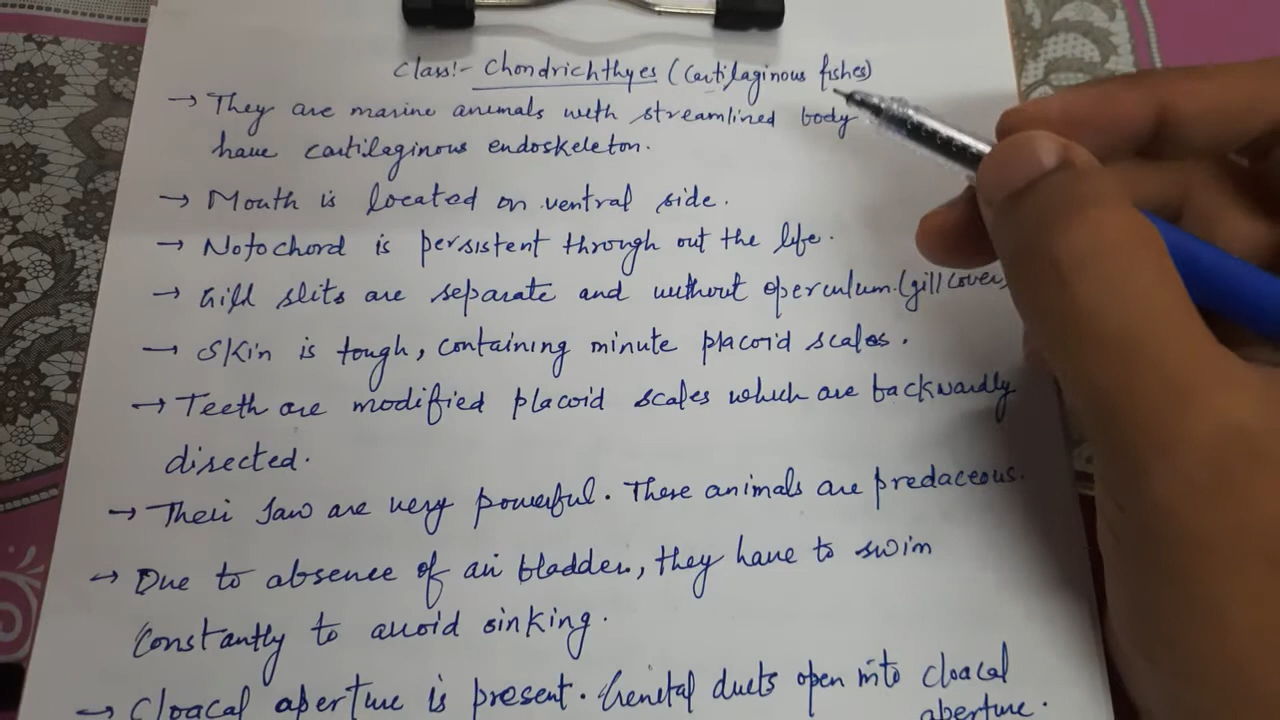 Class:- Chondrichthyes (Cartilaginous fishes)
→ They are marine animals with streamlined body
have cartilaginous endoskeleton.
→ Mouth is located on ventral side.
→ Notochord is persistent through out the life.
→ Gill slits are separate and without operculum. (gill cover)
→ Skin is tough, containing minute placoid scales.
→ Teeth are modified placoid scales which are backwardly
directed.
→ Their Jaw are very powerful. These animals are predaceous.
→ Due to absence of air bladder, they have to swim
constantly to avoid sinking.
→ Cloacal aperture is present. Genital ducts open into cloacal
aperture.